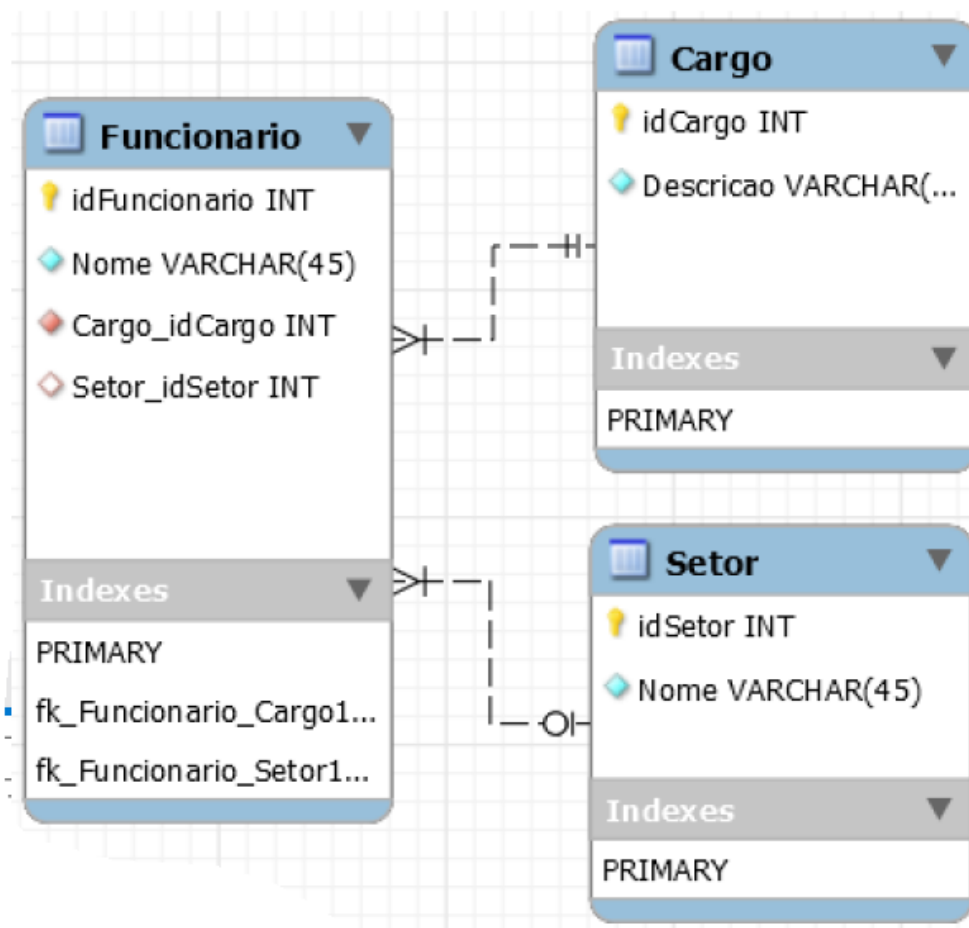 Funcionario
idFuncionario INT
Nome VARCHAR(45)
Cargo_idCargo INT
Setor_idSetor INT
Indexes
PRIMARY
fk_Funcionario_Cargo1...
fk_Funcionario_Setor1...
Cargo
idCargo INT
Descricao VARCHAR(...
Indexes
PRIMARY
Setor
idSetor INT
Nome VARCHAR(45)
Indexes
PRIMARY